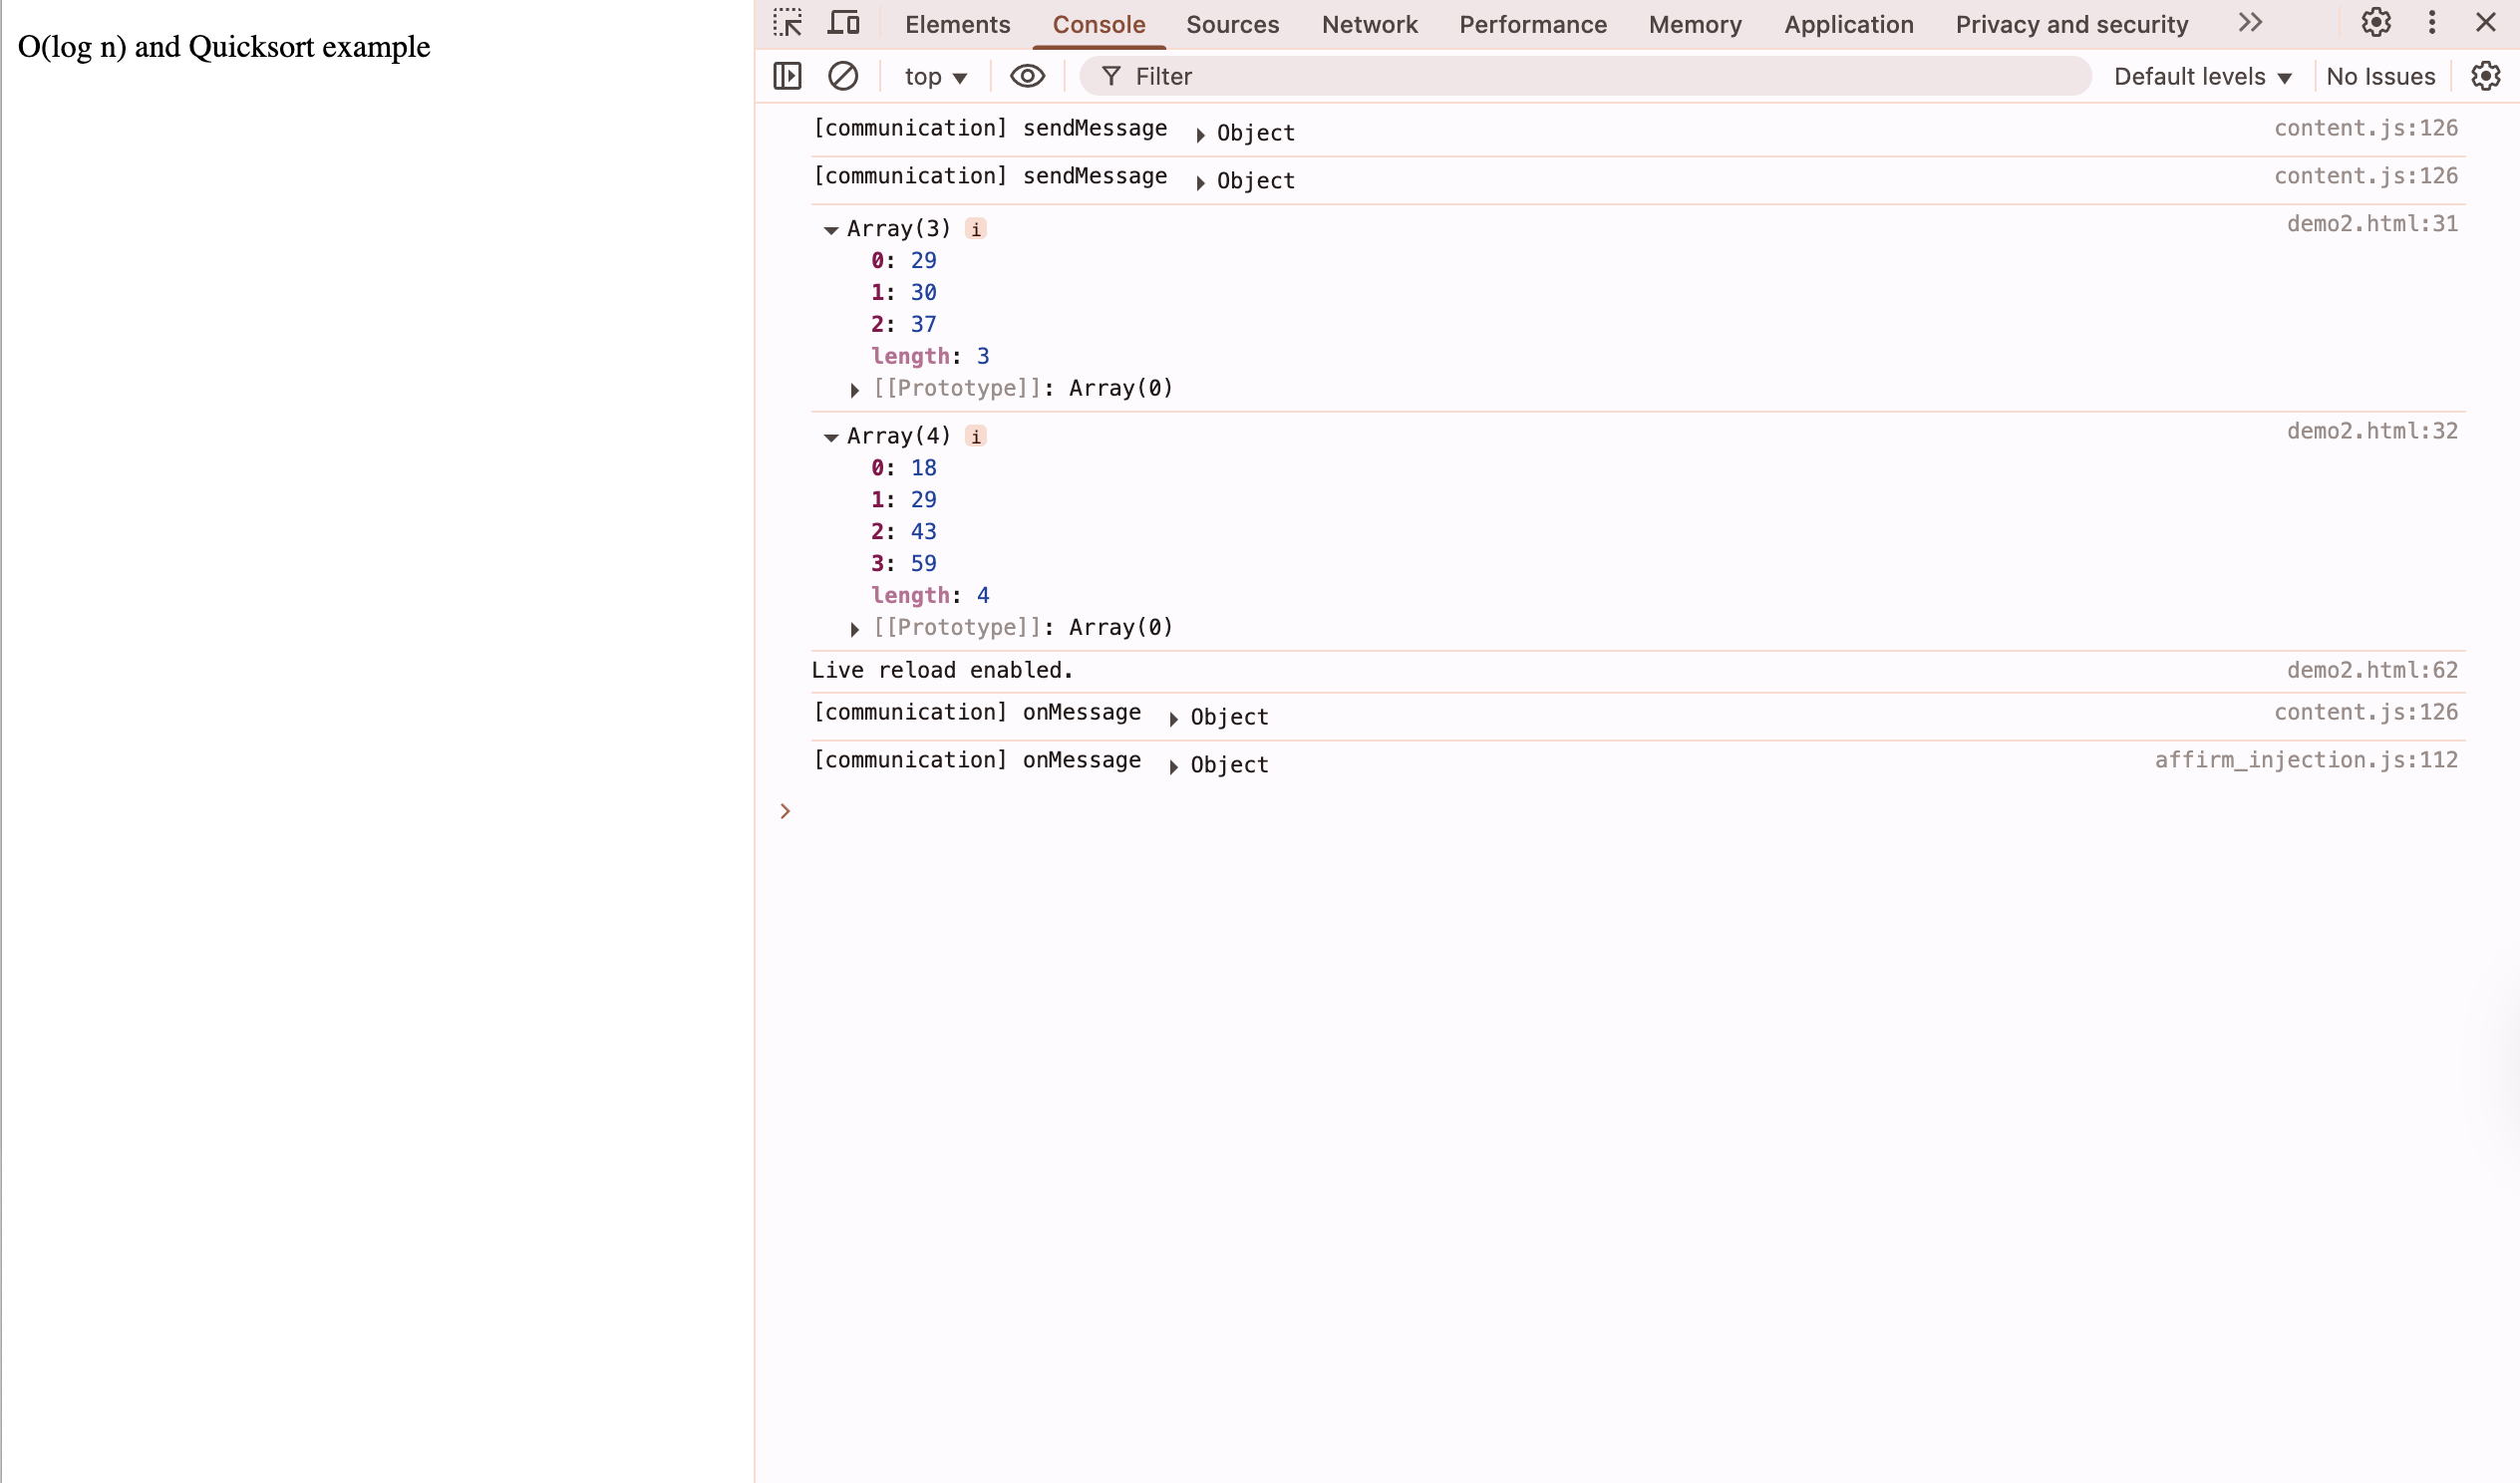 O(log n) and Quicksort example
Elements Console Sources Network Performance Memory Application Privacy and security
top Filter Default levels No Issues
[communication] sendMessage Object content.js:126
[communication] sendMessage Object content.js:126
Array(3) i demo2.html:31
0: 29
1: 30
2: 37
length: 3
[[Prototype]]: Array(0)
Array(4) i demo2.html:32
0: 18
1: 29
2: 43
3: 59
length: 4
[[Prototype]]: Array(0)
Live reload enabled. demo2.html:62
[communication] onMessage Object content.js:126
[communication] onMessage Object affirm_injection.js:112